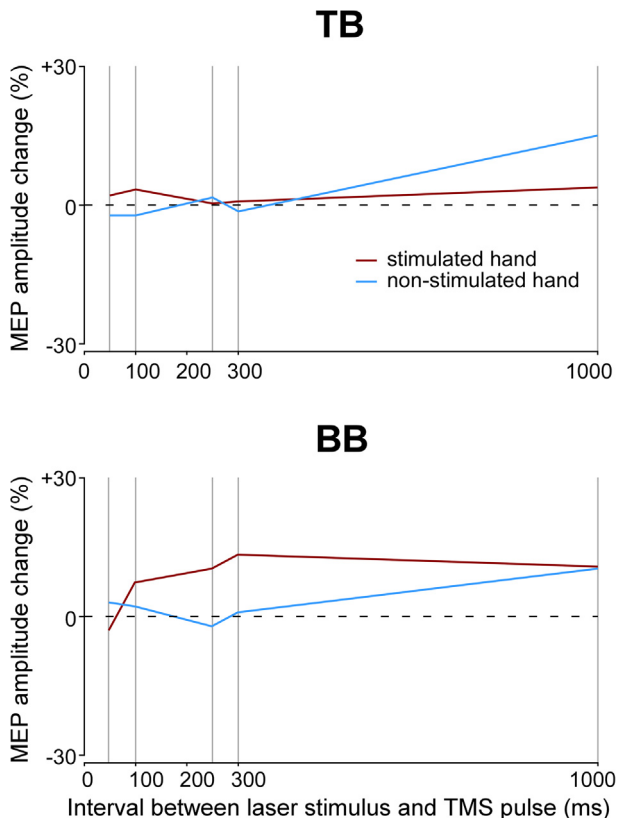 TB
MEP amplitude change (%)
+30
0
-30
stimulated hand
non-stimulated hand
0 100 200 300 1000
BB
MEP amplitude change (%)
+30
0
-30
0 100 200 300 1000
Interval between laser stimulus and TMS pulse (ms)